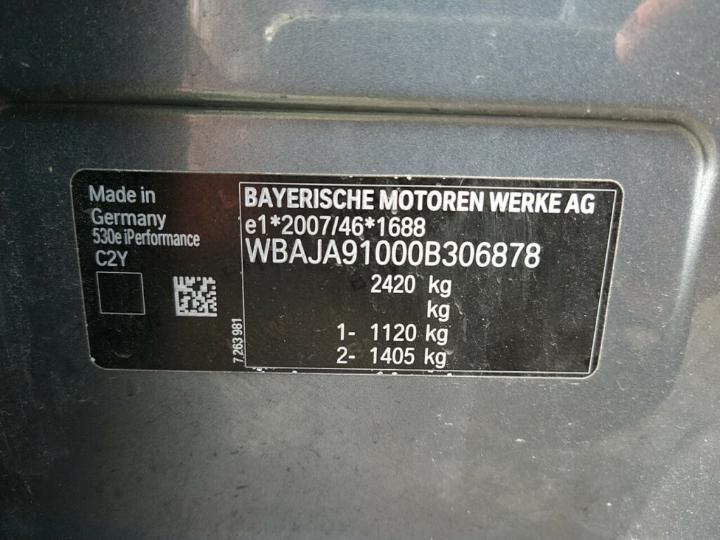 Made in
Germany
530e iPerformance
C2Y
7 263 981
BAYERISCHE MOTOREN WERKE AG
e1*2007/46*1688
WBAJA91000B306878
2420 kg
kg
1- 1120 kg
2- 1405 kg